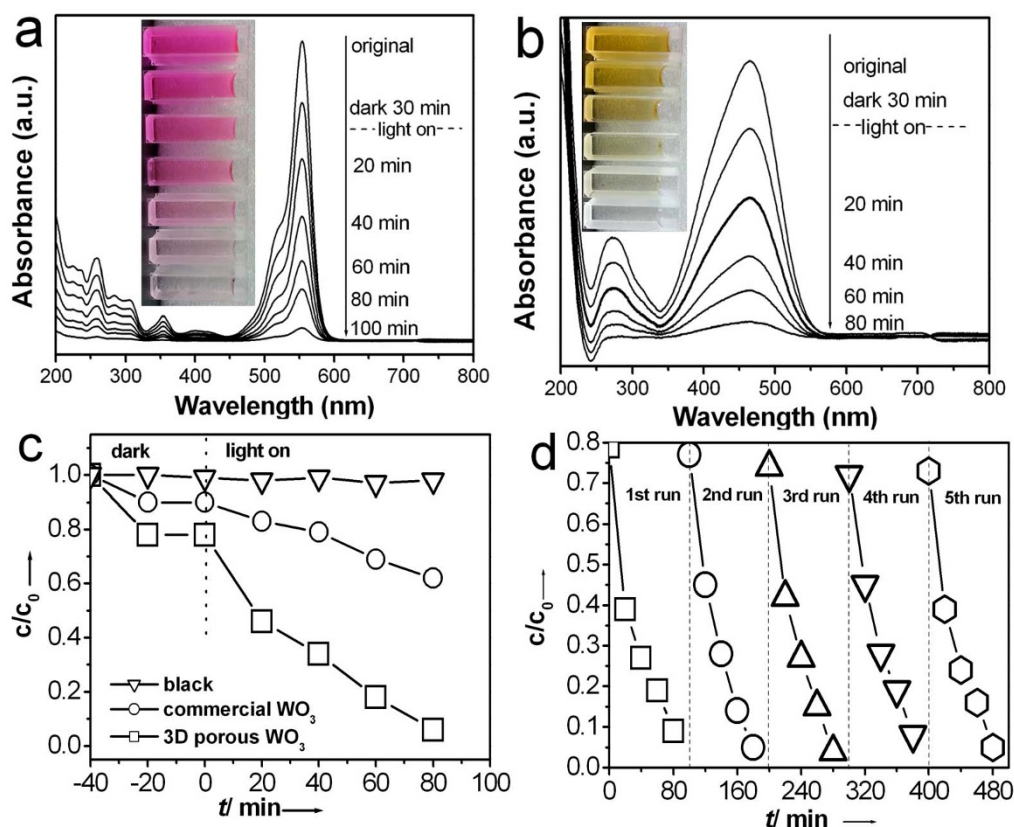 a
original
dark 30 min
light on
20 min
40 min
60 min
80 min
100 min
Absorbance (a.u.)
200 300 400 500 600 700 800
Wavelength (nm)
b
original
dark 30 min
light on
20 min
40 min
60 min
80 min
Absorbance (a.u.)
200 300 400 500 600 700 800
Wavelength (nm)
c
dark
light on
1.0
0.8
0.6
0.4
0.2
0.0
c/c₀
black
commercial WO₃
3D porous WO₃
-40 -20 0 20 40 60 80 100
t/ min
d
0.8
0.7
0.6
0.5
0.4
0.3
0.2
0.1
0.0
c/c₀
1st run 2nd run 3rd run 4th run 5th run
0 80 160 240 320 400 480
t/ min